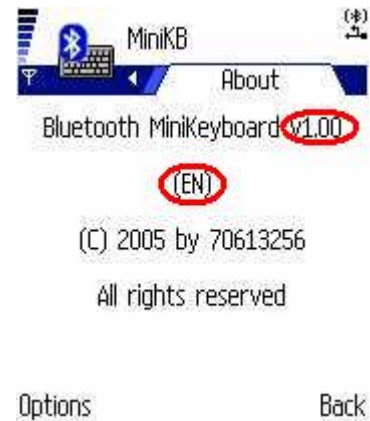 MiniKB
About
Bluetooth MiniKeyboard v1.00
(EN)
(C) 2005 by 70613256
All rights reserved
Options Back